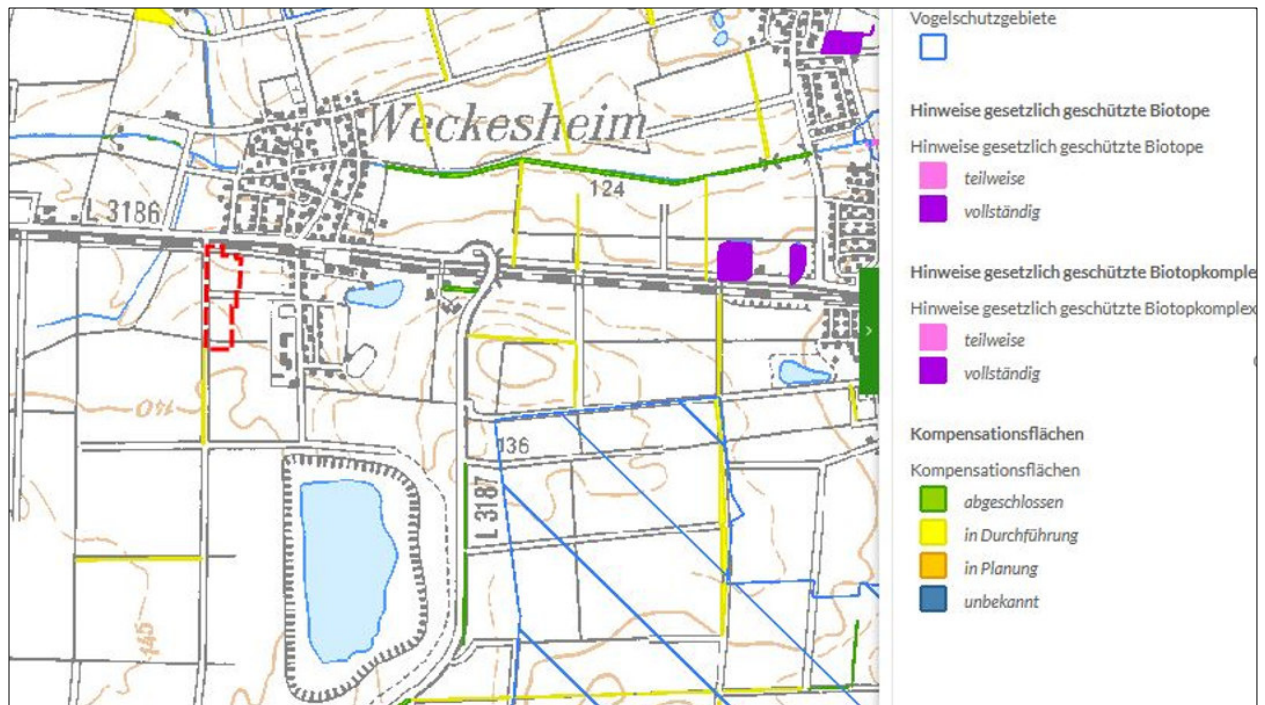 Weckesheim
124
L 3186
140
136
L 3187
145
Vogelschutzgebiete
Hinweise gesetzlich geschützte Biotope
Hinweise gesetzlich geschützte Biotope
teilweise
vollständig
Hinweise gesetzlich geschützte Biotopkomple
Hinweise gesetzlich geschützte Biotopkomplex
teilweise
vollständig
Kompensationsflächen
Kompensationsflächen
abgeschlossen
in Durchführung
in Planung
unbekannt